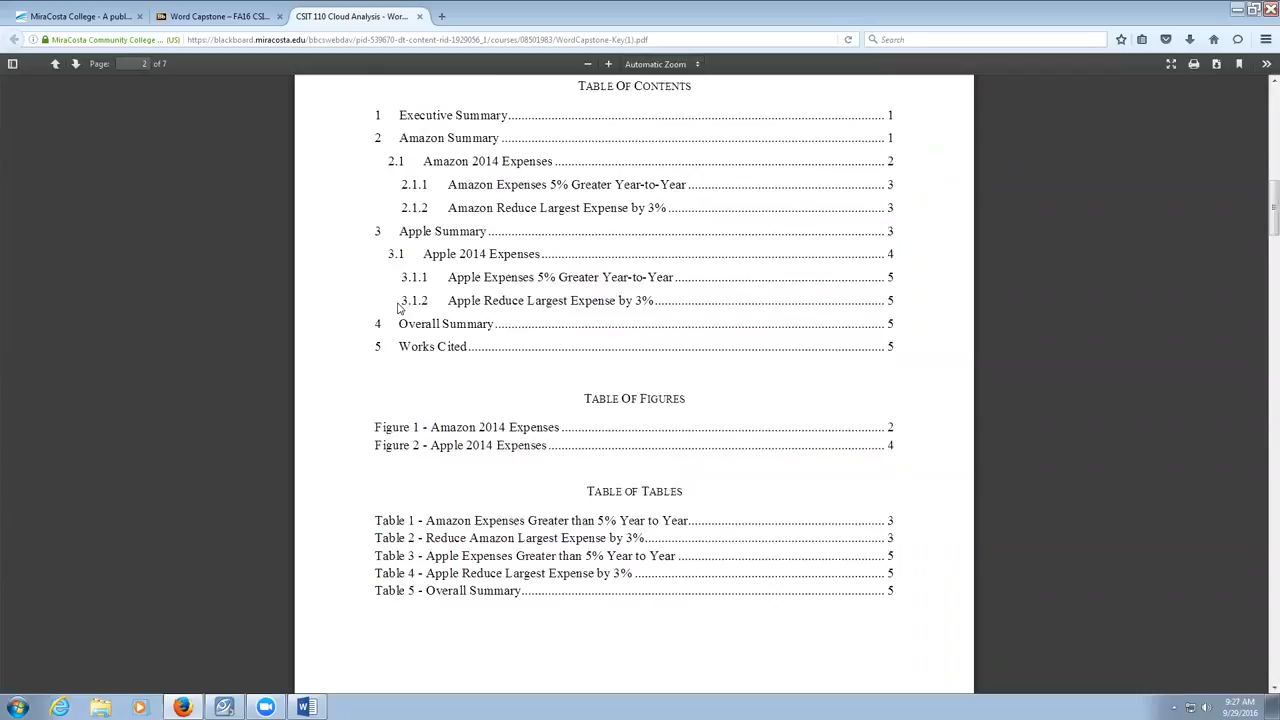 MiraCosta College - A publ... × Word Capstone – FA16 CSI... × CSIT 110 Cloud Analysis - Wor... × +
MiraCosta Community College ... (US) https://blackboard.miracosta.edu/bbcswebdav/pid-539670-dt-content-rid-1929056_1/courses/08501983/WordCapstone-Key(1).pdf Search
Page: 2 of 7 Automatic Zoom
TABLE OF CONTENTS
1 Executive Summary 1
2 Amazon Summary 1
2.1 Amazon 2014 Expenses 2
2.1.1 Amazon Expenses 5% Greater Year-to-Year 3
2.1.2 Amazon Reduce Largest Expense by 3% 3
3 Apple Summary 3
3.1 Apple 2014 Expenses 4
3.1.1 Apple Expenses 5% Greater Year-to-Year 5
3.1.2 Apple Reduce Largest Expense by 3% 5
4 Overall Summary 5
5 Works Cited 5
TABLE OF FIGURES
Figure 1 - Amazon 2014 Expenses 2
Figure 2 - Apple 2014 Expenses 4
TABLE OF TABLES
Table 1 - Amazon Expenses Greater than 5% Year to Year 3
Table 2 - Reduce Amazon Largest Expense by 3% 3
Table 3 - Apple Expenses Greater than 5% Year to Year 5
Table 4 - Apple Reduce Largest Expense by 3% 5
Table 5 - Overall Summary 5
9:27 AM
9/29/2016